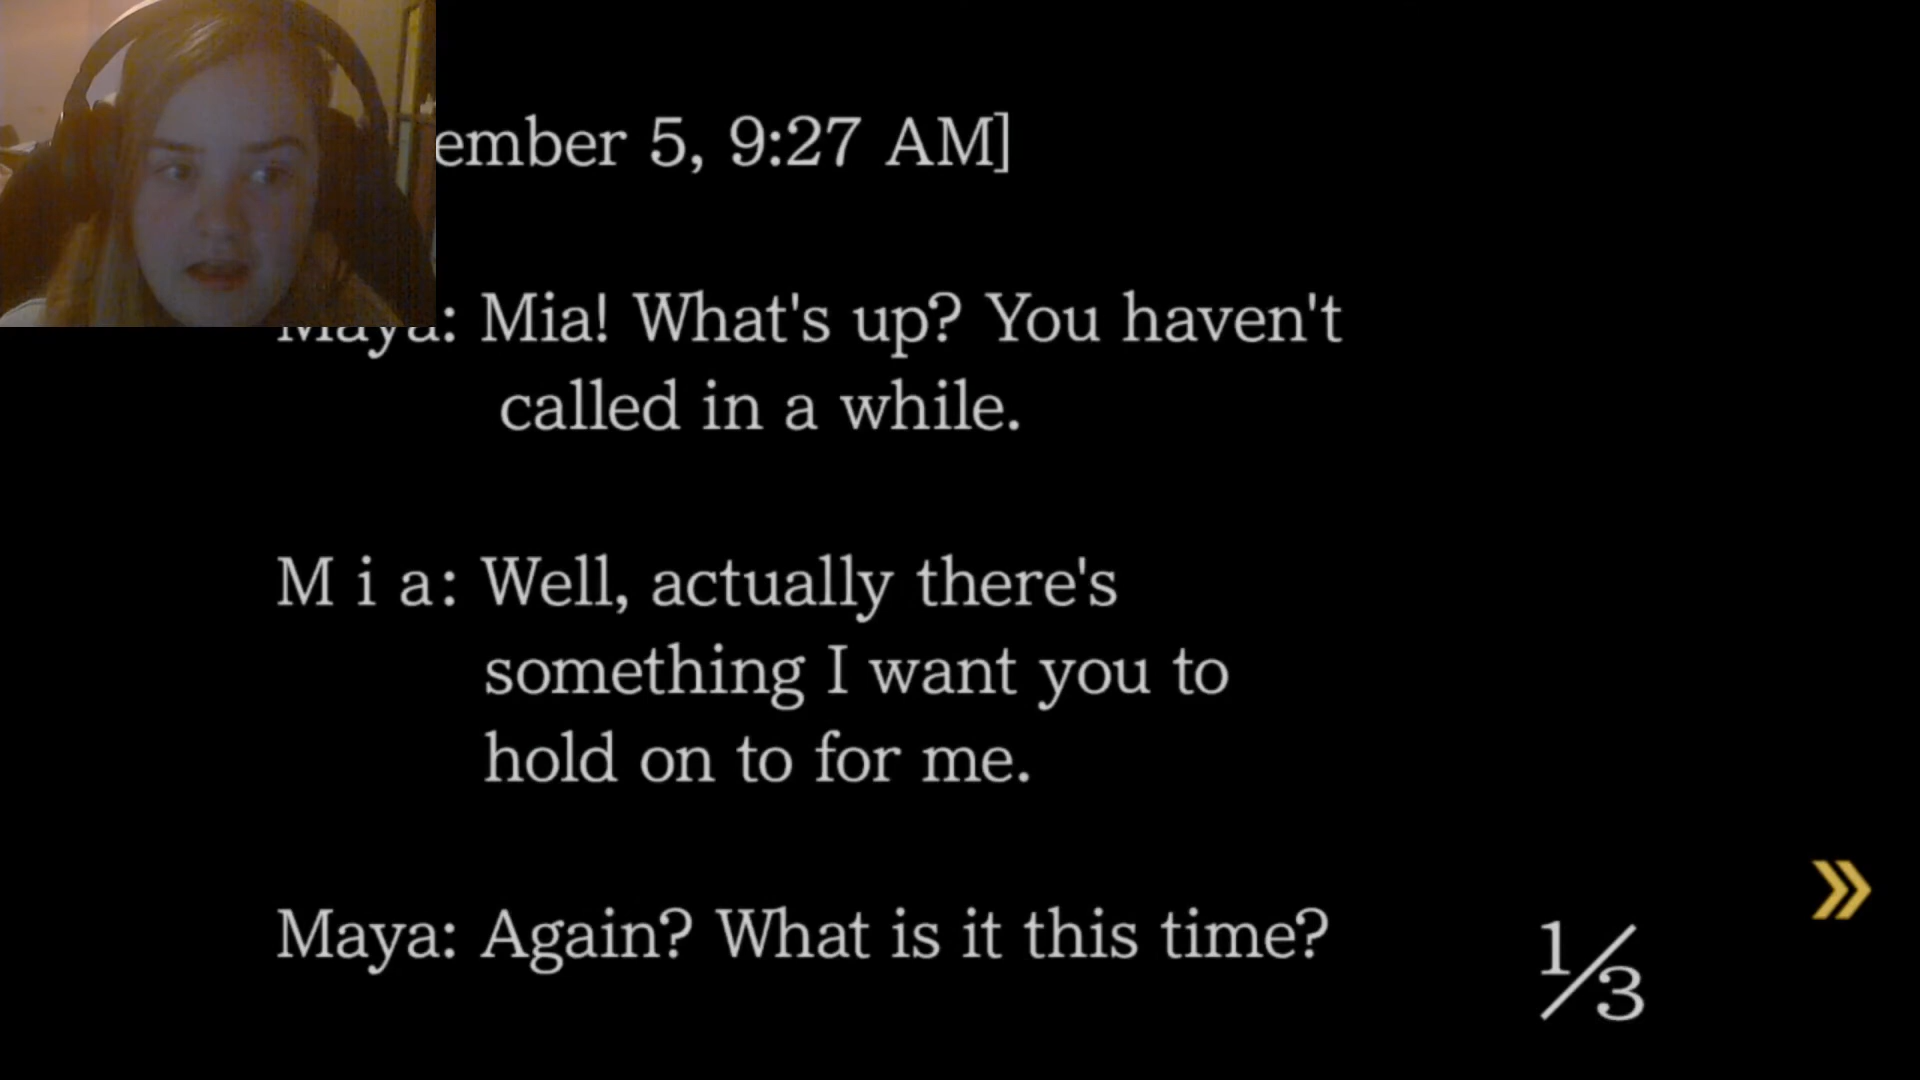 ember 5, 9:27 AM]
Maya: Mia! What's up? You haven't
called in a while.
M i a: Well, actually there's
something I want you to
hold on to for me.
Maya: Again? What is it this time?
1/3